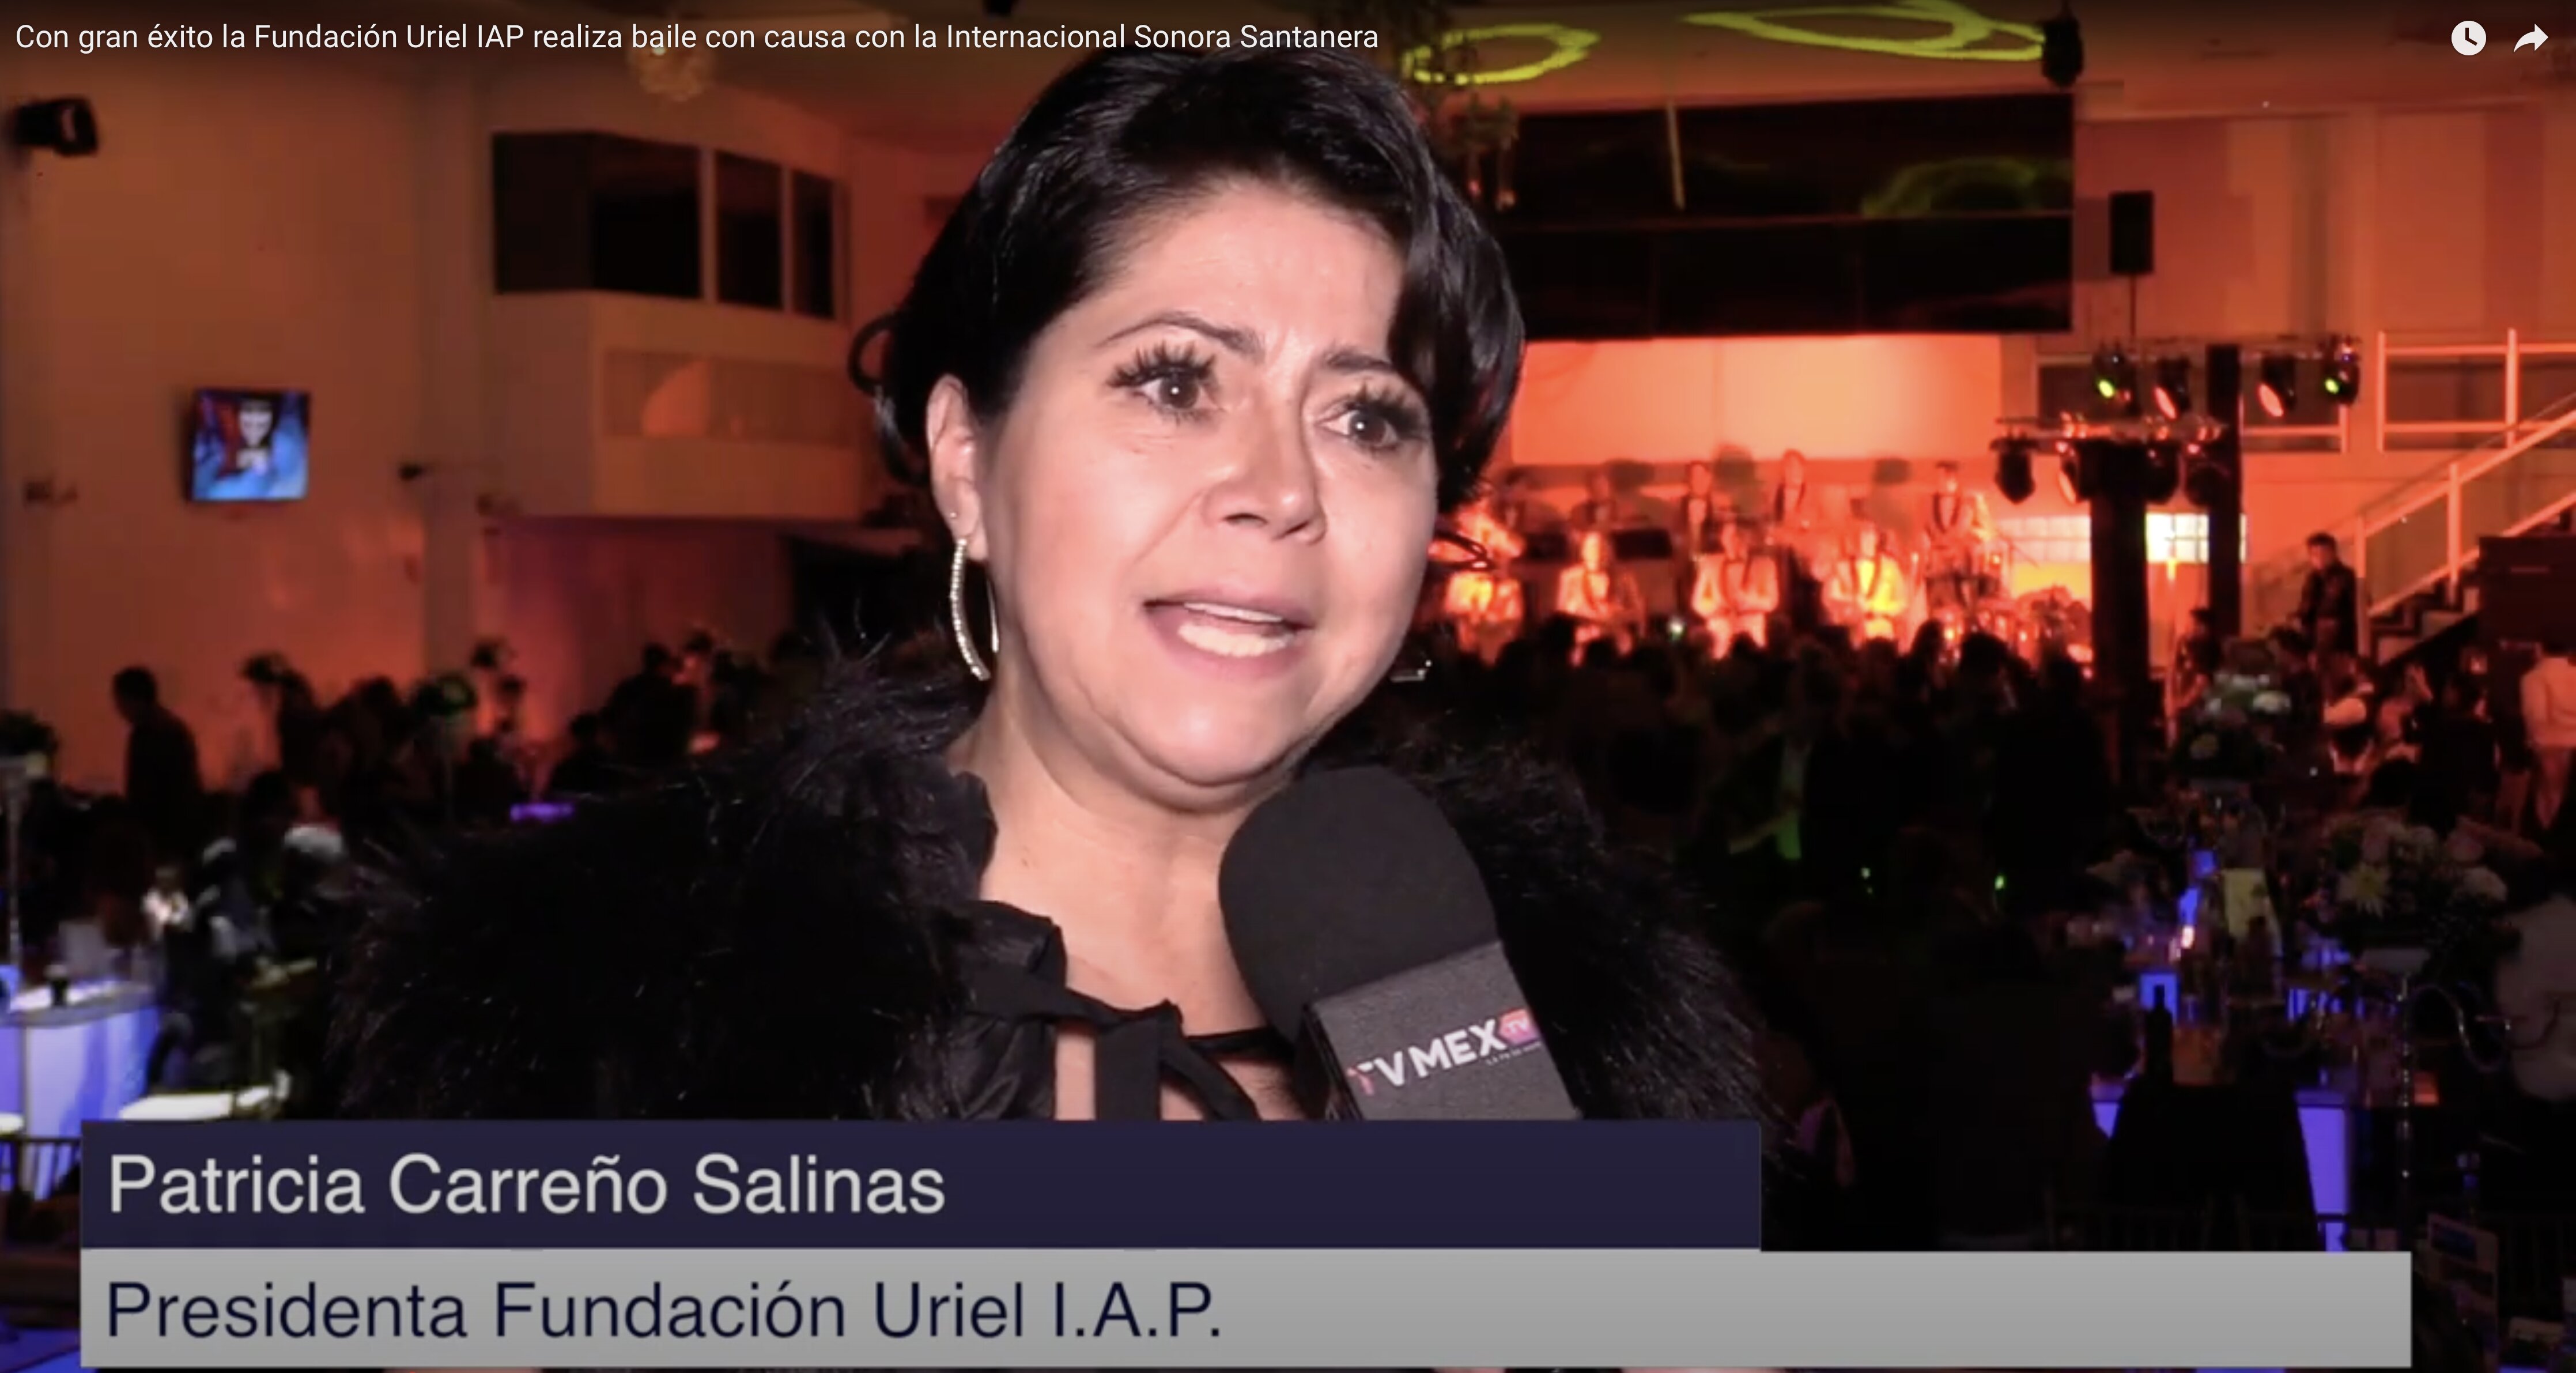 Con gran éxito la Fundación Uriel IAP realiza baile con causa con la Internacional Sonora Santanera
TVMEX TV
Patricia Carreño Salinas
Presidenta Fundación Uriel I.A.P.